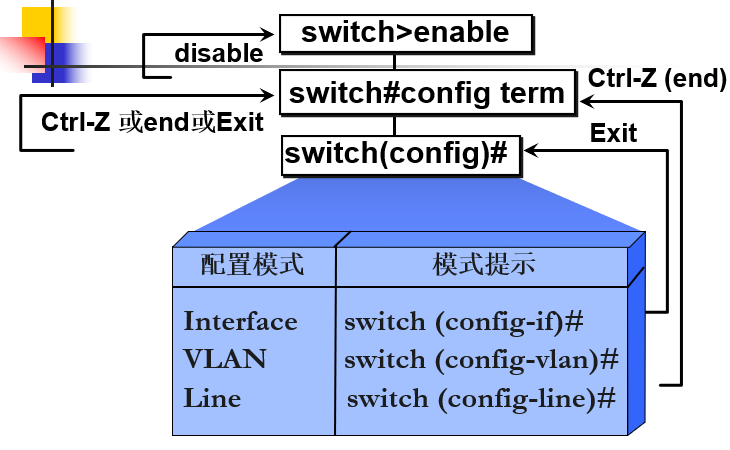 switch>enable
disable
Ctrl-Z (end)
switch#config term
Ctrl-Z 或end或Exit
Exit
switch(config)#
配置模式 模式提示
Interface switch (config-if)#
VLAN switch (config-vlan)#
Line switch (config-line)#